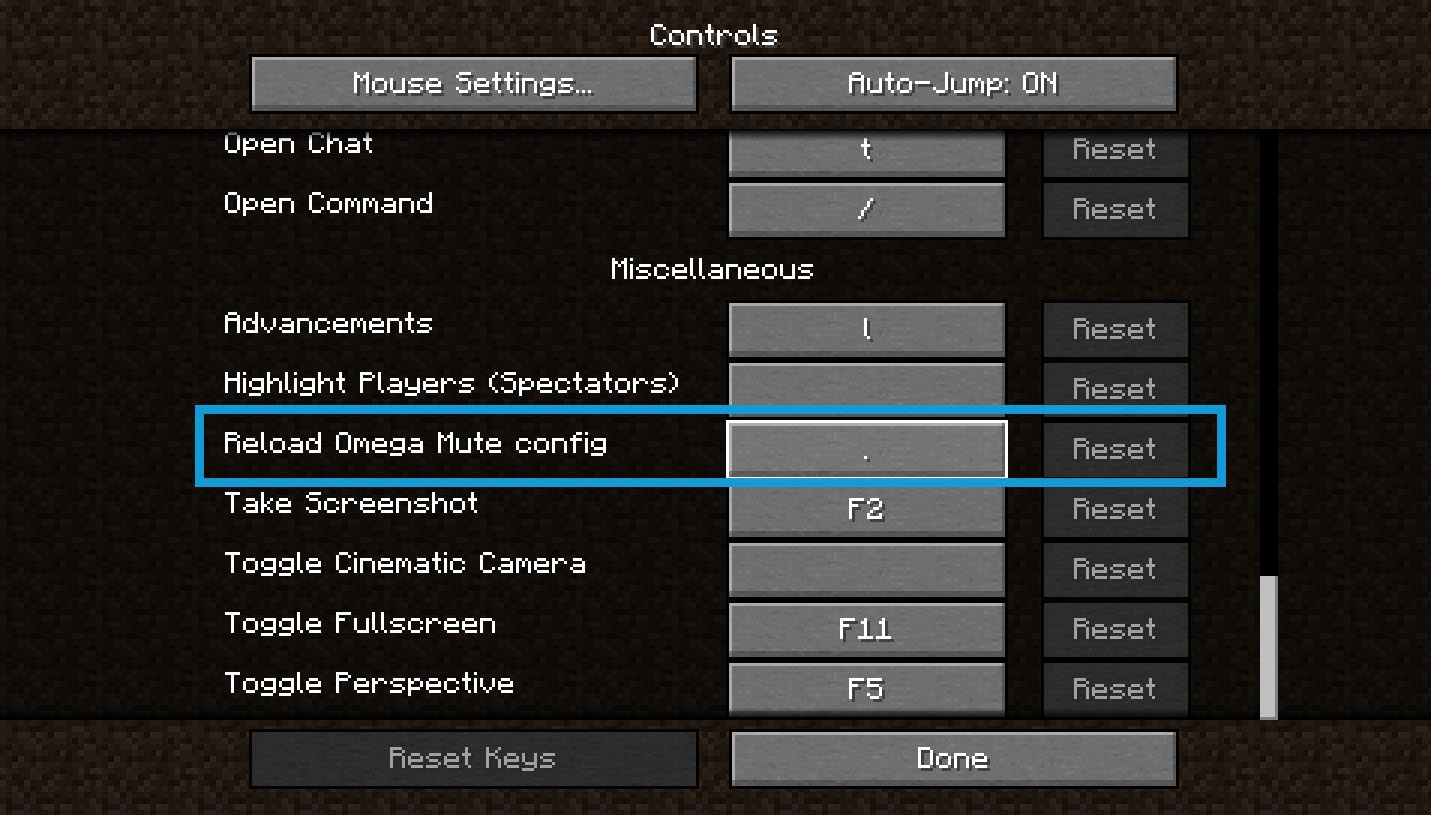 Controls
Mouse Settings... Auto-Jump: ON
Open Chat t Reset
Open Command / Reset
Miscellaneous
Advancements l Reset
Highlight Players (Spectators) Reset
Reload Omega Mute config . Reset
Take Screenshot F2 Reset
Toggle Cinematic Camera Reset
Toggle Fullscreen F11 Reset
Toggle Perspective F5 Reset
Reset Keys Done